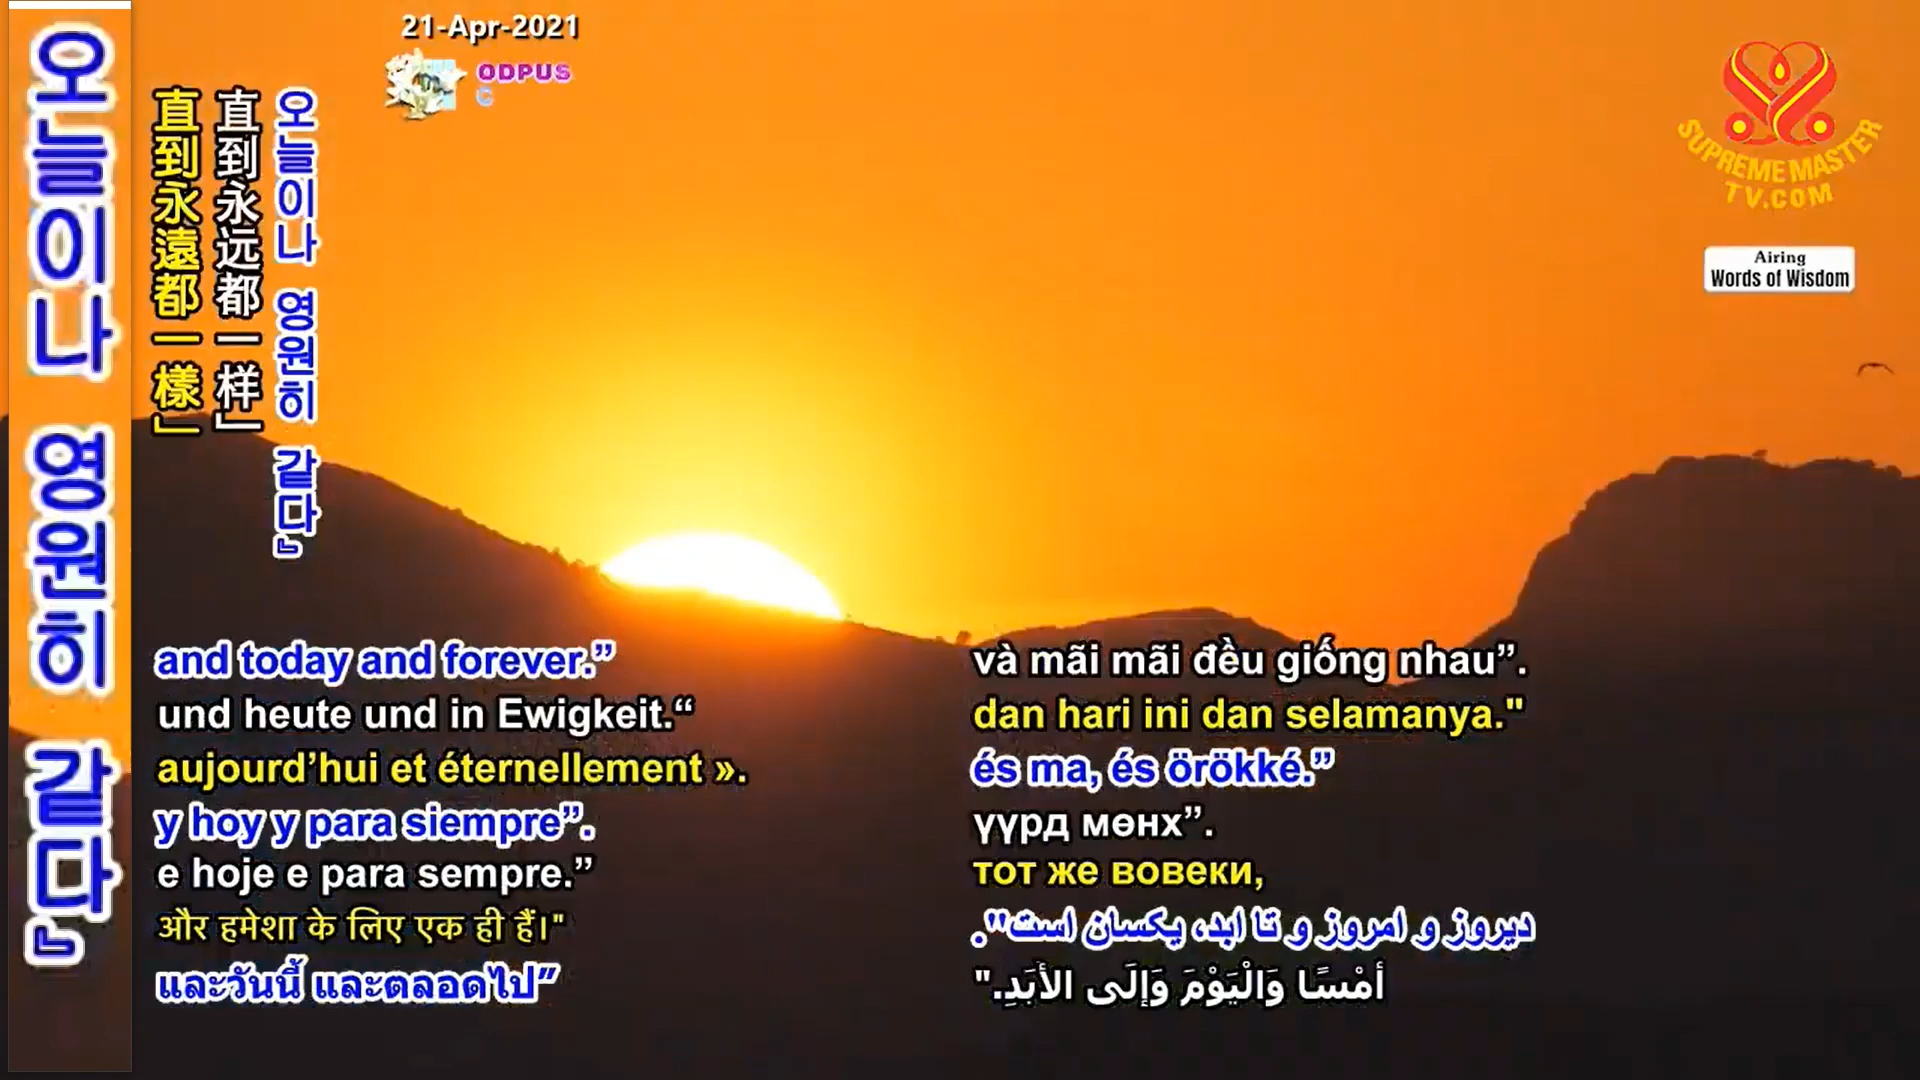 21-Apr-2021
ODPUS
C
SUPREME MASTER
TV.COM
Airing
Words of Wisdom
오늘이나 영원히 같다』
直到永遠都一樣」
直到永远都一样」
오늘이나 영원히 같다』
and today and forever.”
und heute und in Ewigkeit.“
aujourd’hui et éternellement ».
y hoy y para siempre”.
e hoje e para sempre.”
और हमेशा के लिए एक ही हैं।"
และวันนี้ และตลอดไป”
và mãi mãi đều giống nhau”.
dan hari ini dan selamanya."
és ma, és örökké.”
үүрд мөнх”.
тот же вовеки,
دیروز و امروز و تا ابد، یکسان است".
أمْسًا وَالْيَوْمَ وَإلَى الأبَدِ."